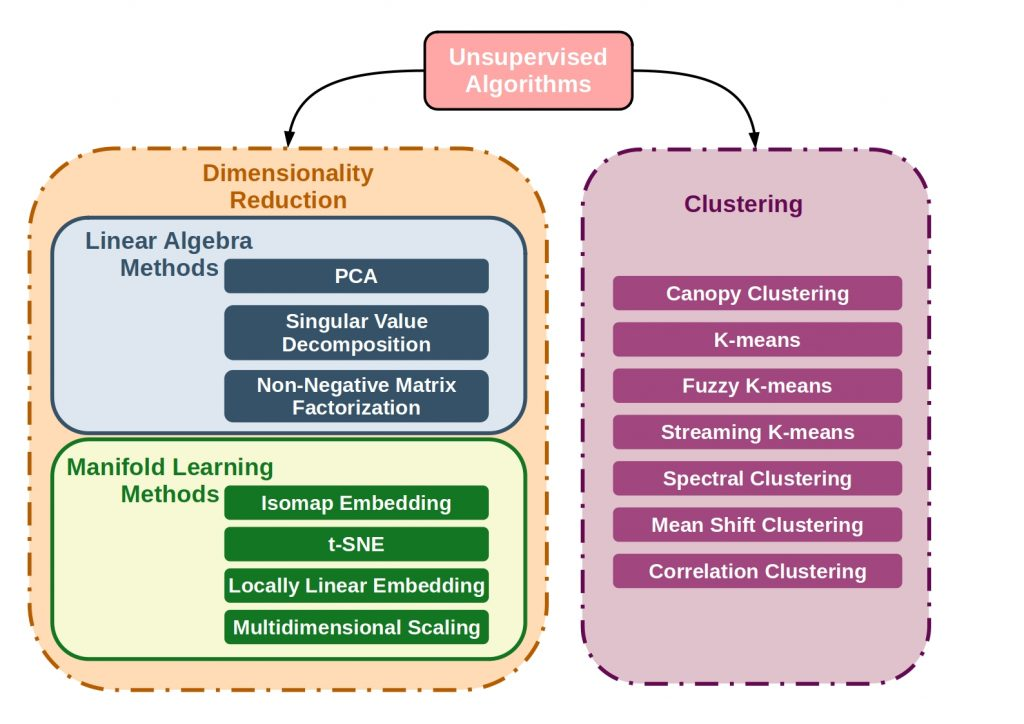 Unsupervised
Algorithms
Dimensionality
Reduction
Linear Algebra
Methods
PCA
Singular Value
Decomposition
Non-Negative Matrix
Factorization
Manifold Learning
Methods
Isomap Embedding
t-SNE
Locally Linear Embedding
Multidimensional Scaling
Clustering
Canopy Clustering
K-means
Fuzzy K-means
Streaming K-means
Spectral Clustering
Mean Shift Clustering
Correlation Clustering